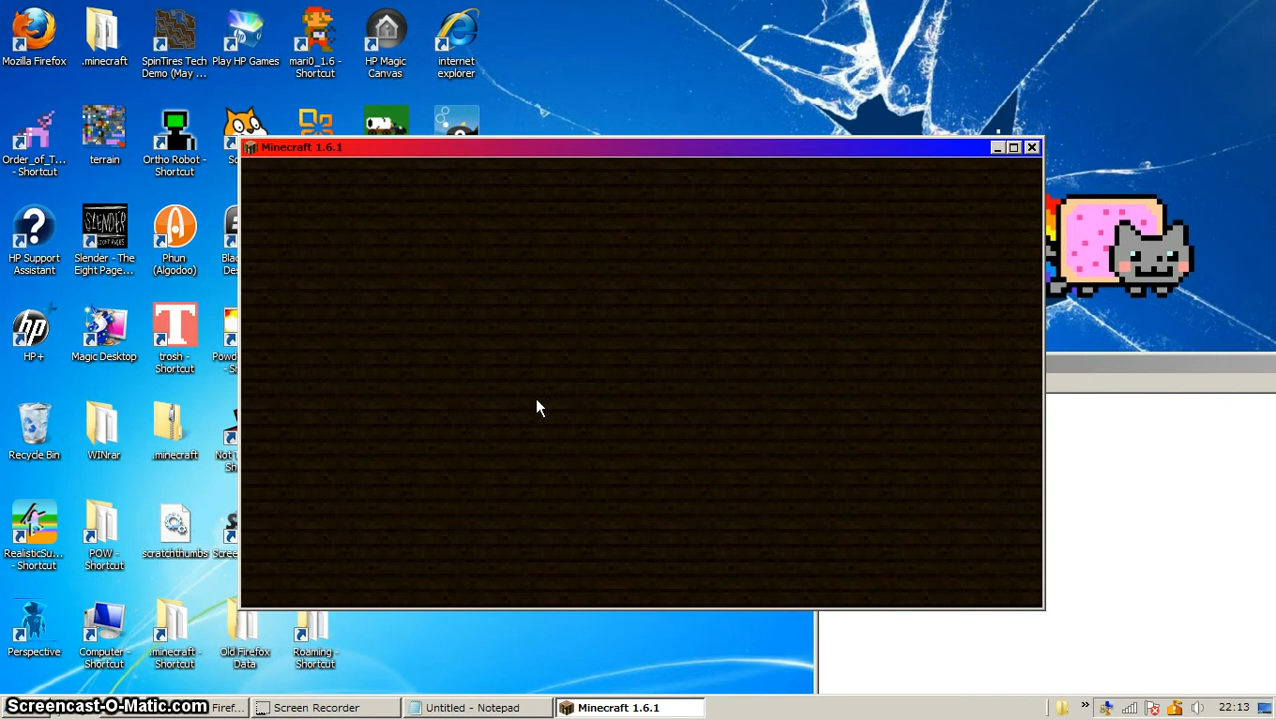 Mozilla Firefox
.minecraft
SpinTires Tech
Demo (May ...
Play HP Games
mari0_1.6 -
Shortcut
HP Magic
Canvas
internet
explorer
Order_of_T...
- Shortcut
terrain
Ortho Robot -
Shortcut
Minecraft 1.6.1
HP Support
Assistant
SLENDER
Slender - The
Eight Page...
Phun
(Algodoo)
HP+
Magic Desktop
trosh -
Shortcut
Recycle Bin
WINrar
.minecraft
RealisticSu...
- Shortcut
POW -
Shortcut
scratchthumbs
Perspective
Computer -
Shortcut
.minecraft -
Shortcut
Old Firefox
Data
Roaming -
Shortcut
Screencast-O-Matic.com
Firef...
Screen Recorder
Untitled - Notepad
Minecraft 1.6.1
22:13